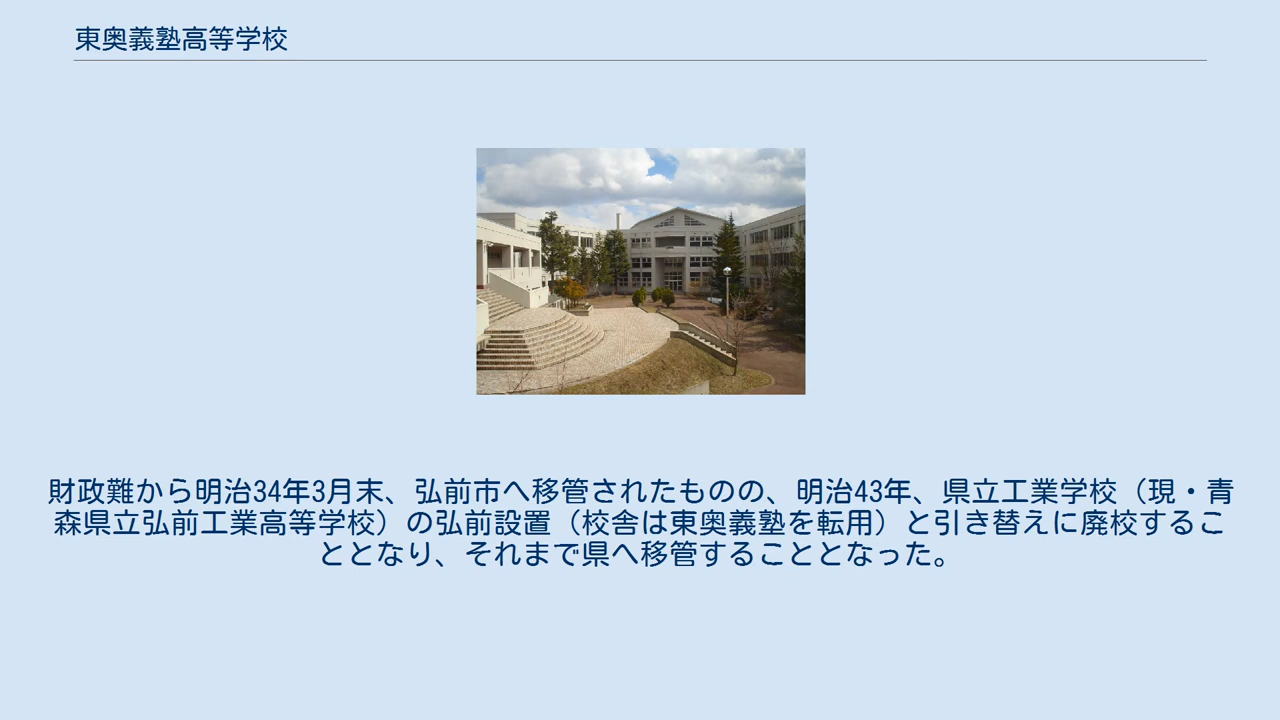 東奥義塾高等学校
財政難から明治34年3月末、弘前市へ移管されたものの、明治43年、県立工業学校（現・青
森県立弘前工業高等学校）の弘前設置（校舎は東奥義塾を転用）と引き替えに廃校するこ
ととなり、それまで県へ移管することとなった。